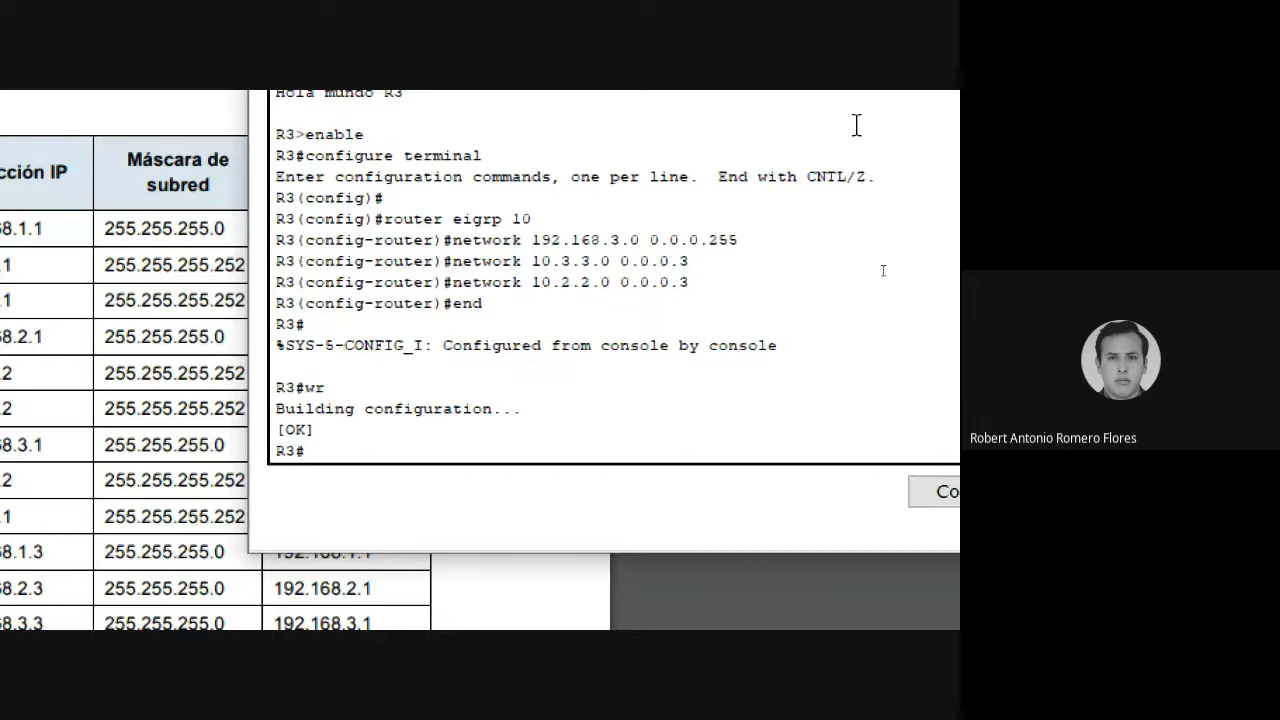 Hola mundo R3
R3>enable
R3#configure terminal
Enter configuration commands, one per line.  End with CNTL/Z.
R3(config)#
R3(config)#router eigrp 10
R3(config-router)#network 192.168.3.0 0.0.0.255
R3(config-router)#network 10.3.3.0 0.0.0.3
R3(config-router)#network 10.2.2.0 0.0.0.3
R3(config-router)#end
R3#
%SYS-5-CONFIG_I: Configured from console by console
R3#wr
Building configuration...
[OK]
R3#
Co
cción IP Máscara de
subred
8.1.1 255.255.255.0
.1 255.255.255.252
.1 255.255.255.252
8.2.1 255.255.255.0
.2 255.255.255.252
.2 255.255.255.252
8.3.1 255.255.255.0
.2 255.255.255.252
.1 255.255.255.252
8.1.3 255.255.255.0 192.168.1.1
8.2.3 255.255.255.0 192.168.2.1
8.3.3 255.255.255.0 192.168.3.1
Robert Antonio Romero Flores